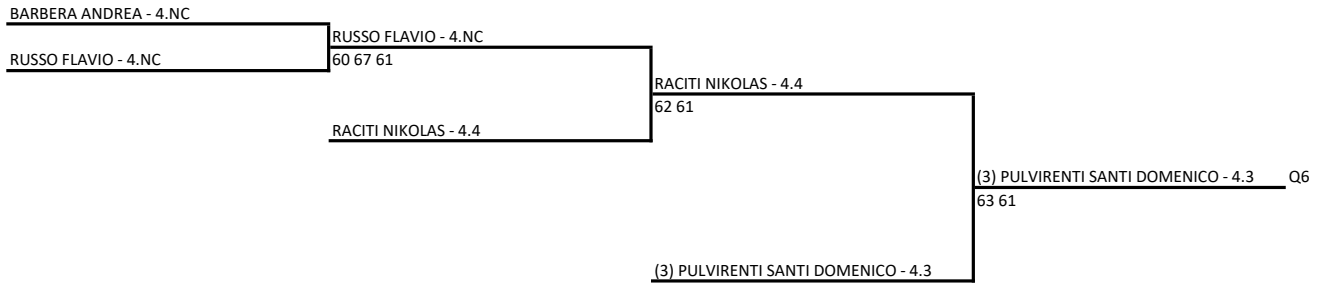 BARBERA ANDREA - 4.NC
RUSSO FLAVIO - 4.NC
RUSSO FLAVIO - 4.NC
60 67 61
RACITI NIKOLAS - 4.4
62 61
RACITI NIKOLAS - 4.4
(3) PULVIRENTI SANTI DOMENICO - 4.3 Q6
63 61
(3) PULVIRENTI SANTI DOMENICO - 4.3